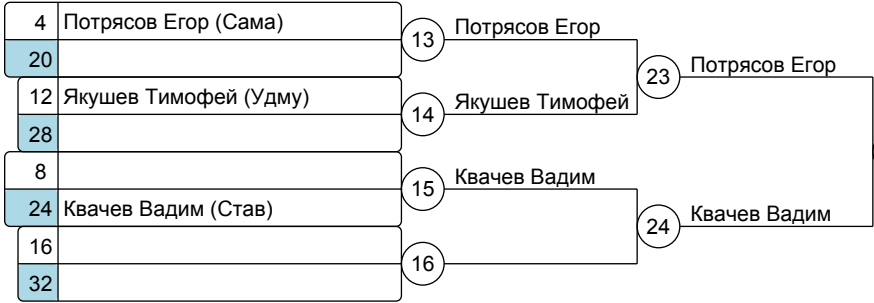 4 Потрясов Егор (Сама)
20
13 Потрясов Егор
12 Якушев Тимофей (Удму)
28
14 Якушев Тимофей
23 Потрясов Егор
8
24 Квачев Вадим (Став)
15 Квачев Вадим
16
32
16
24 Квачев Вадим